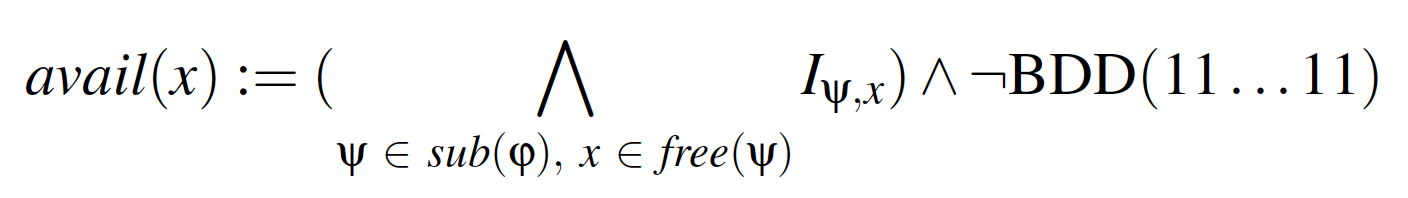 avail(x) := ( ⋀ I_{ψ,x}) ∧ ¬BDD(11…11)
ψ ∈ sub(φ), x ∈ free(ψ)